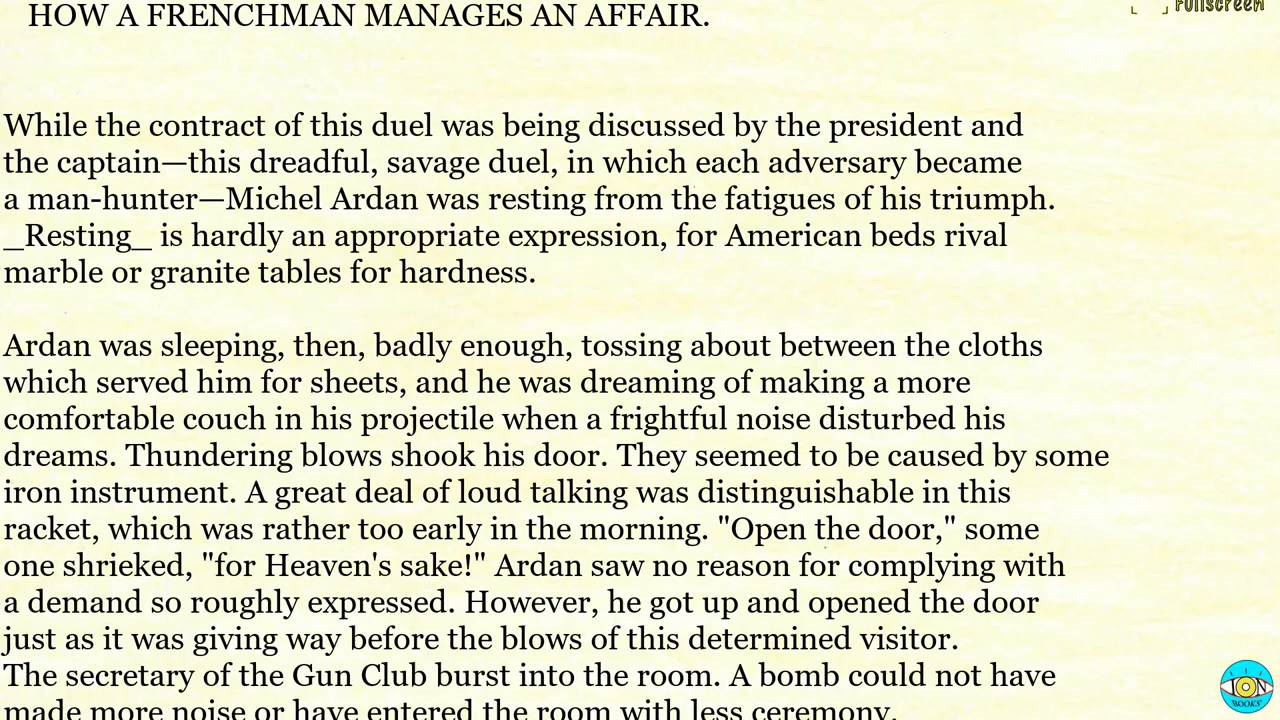 HOW A FRENCHMAN MANAGES AN AFFAIR.
Fullscreen
While the contract of this duel was being discussed by the president and
the captain—this dreadful, savage duel, in which each adversary became
a man-hunter—Michel Ardan was resting from the fatigues of his triumph.
_Resting_ is hardly an appropriate expression, for American beds rival
marble or granite tables for hardness.
Ardan was sleeping, then, badly enough, tossing about between the cloths
which served him for sheets, and he was dreaming of making a more
comfortable couch in his projectile when a frightful noise disturbed his
dreams. Thundering blows shook his door. They seemed to be caused by some
iron instrument. A great deal of loud talking was distinguishable in this
racket, which was rather too early in the morning. "Open the door," some
one shrieked, "for Heaven's sake!" Ardan saw no reason for complying with
a demand so roughly expressed. However, he got up and opened the door
just as it was giving way before the blows of this determined visitor.
The secretary of the Gun Club burst into the room. A bomb could not have
made more noise or have entered the room with less ceremony.
ION
BOOKS